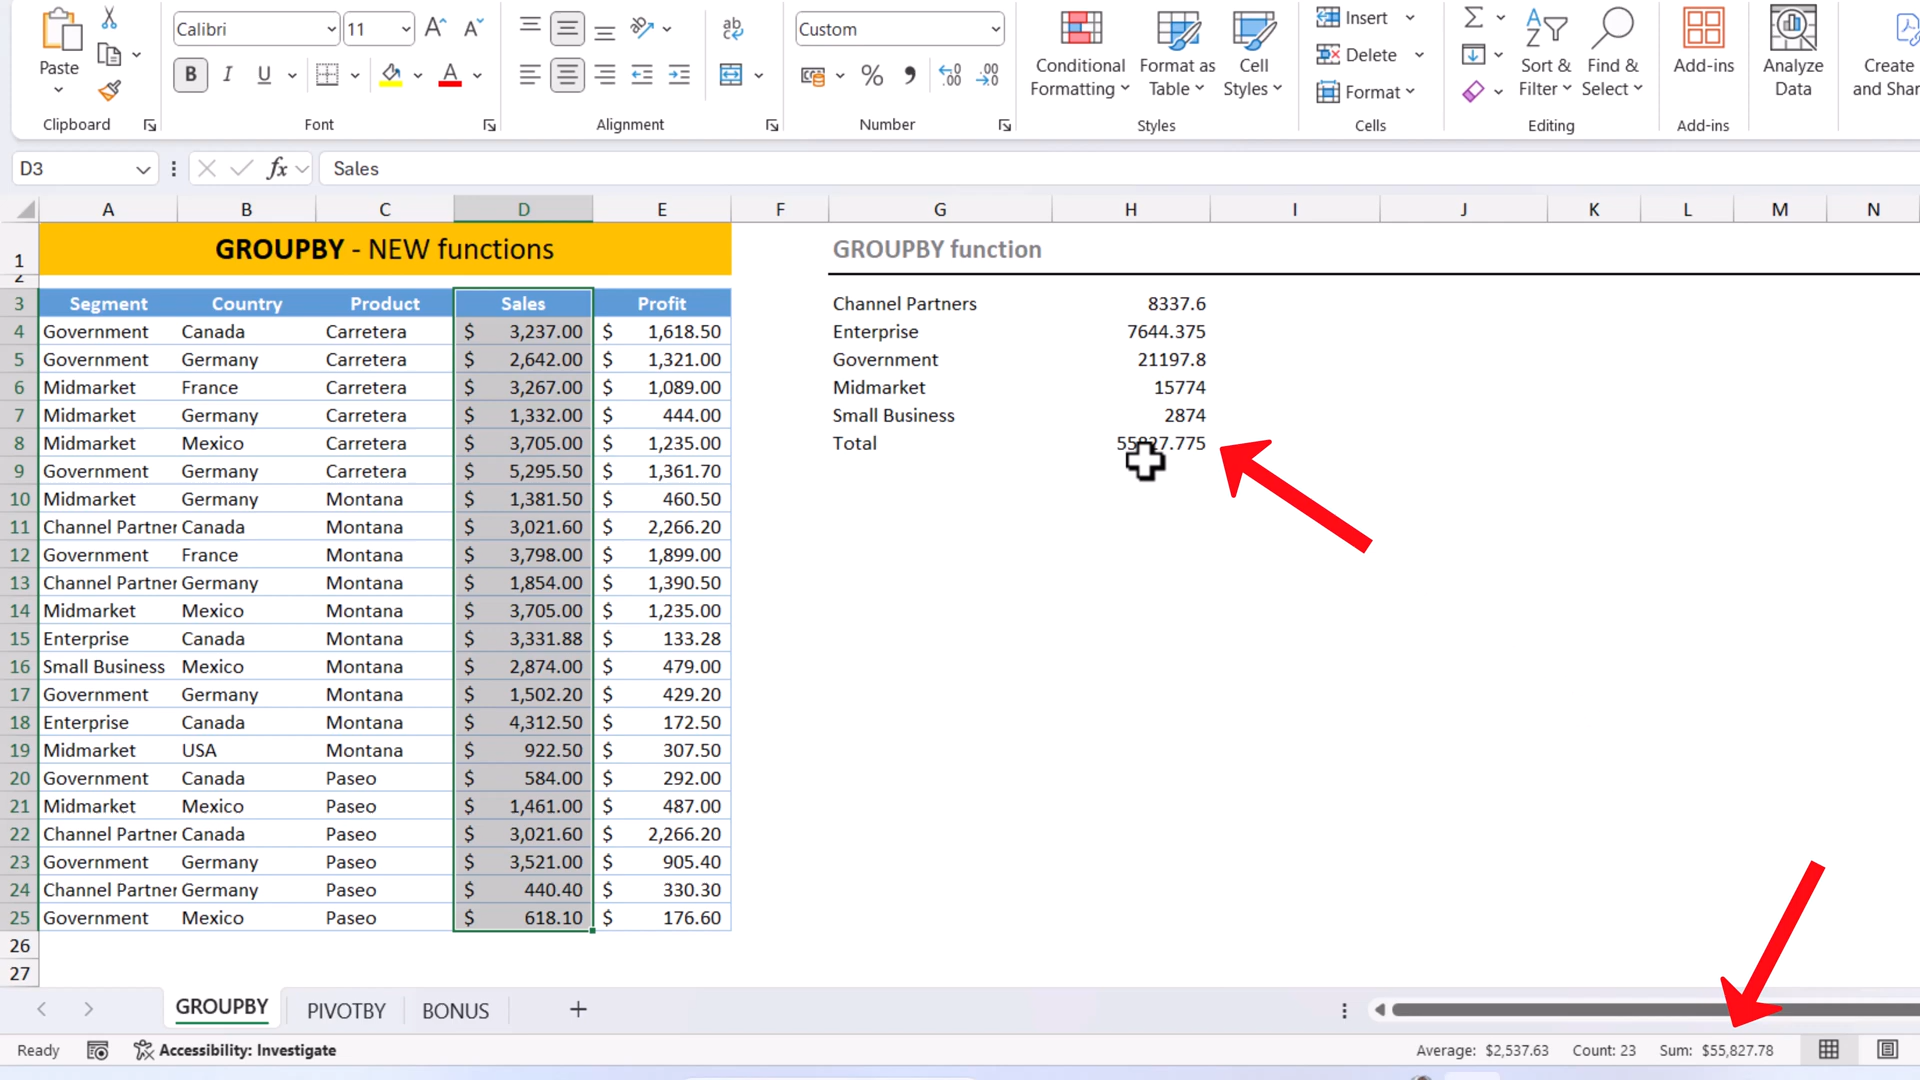 Calibri 11 Custom
Paste
B I U A
Conditional Formatting
Format as Table
Cell Styles
Insert
Delete
Format
Sort & Filter
Find & Select
Add-ins
Analyze Data
Create and Shar
Clipboard Font Alignment Number Styles Cells Editing Add-ins
D3 fx Sales
A B C D E F G H I J K L M N
1 GROUPBY - NEW functions GROUPBY function
2
3 Segment Country Product Sales Profit Channel Partners 8337.6
4 Government Canada Carretera $ 3,237.00 $ 1,618.50 Enterprise 7644.375
5 Government Germany Carretera $ 2,642.00 $ 1,321.00 Government 21197.8
6 Midmarket France Carretera $ 3,267.00 $ 1,089.00 Midmarket 15774
7 Midmarket Germany Carretera $ 1,332.00 $ 444.00 Small Business 2874
8 Midmarket Mexico Carretera $ 3,705.00 $ 1,235.00 Total 55827.775
9 Government Germany Carretera $ 5,295.50 $ 1,361.70
10 Midmarket Germany Montana $ 1,381.50 $ 460.50
11 Channel Partner Canada Montana $ 3,021.60 $ 2,266.20
12 Government France Montana $ 3,798.00 $ 1,899.00
13 Channel Partner Germany Montana $ 1,854.00 $ 1,390.50
14 Midmarket Mexico Montana $ 3,705.00 $ 1,235.00
15 Enterprise Canada Montana $ 3,331.88 $ 133.28
16 Small Business Mexico Montana $ 2,874.00 $ 479.00
17 Government Germany Montana $ 1,502.20 $ 429.20
18 Enterprise Canada Montana $ 4,312.50 $ 172.50
19 Midmarket USA Montana $ 922.50 $ 307.50
20 Government Canada Paseo $ 584.00 $ 292.00
21 Midmarket Mexico Paseo $ 1,461.00 $ 487.00
22 Channel Partner Canada Paseo $ 3,021.60 $ 2,266.20
23 Government Germany Paseo $ 3,521.00 $ 905.40
24 Channel Partner Germany Paseo $ 440.40 $ 330.30
25 Government Mexico Paseo $ 618.10 $ 176.60
26
27
GROUPBY PIVOTBY BONUS
Ready Accessibility: Investigate Average: $2,537.63 Count: 23 Sum: $55,827.78